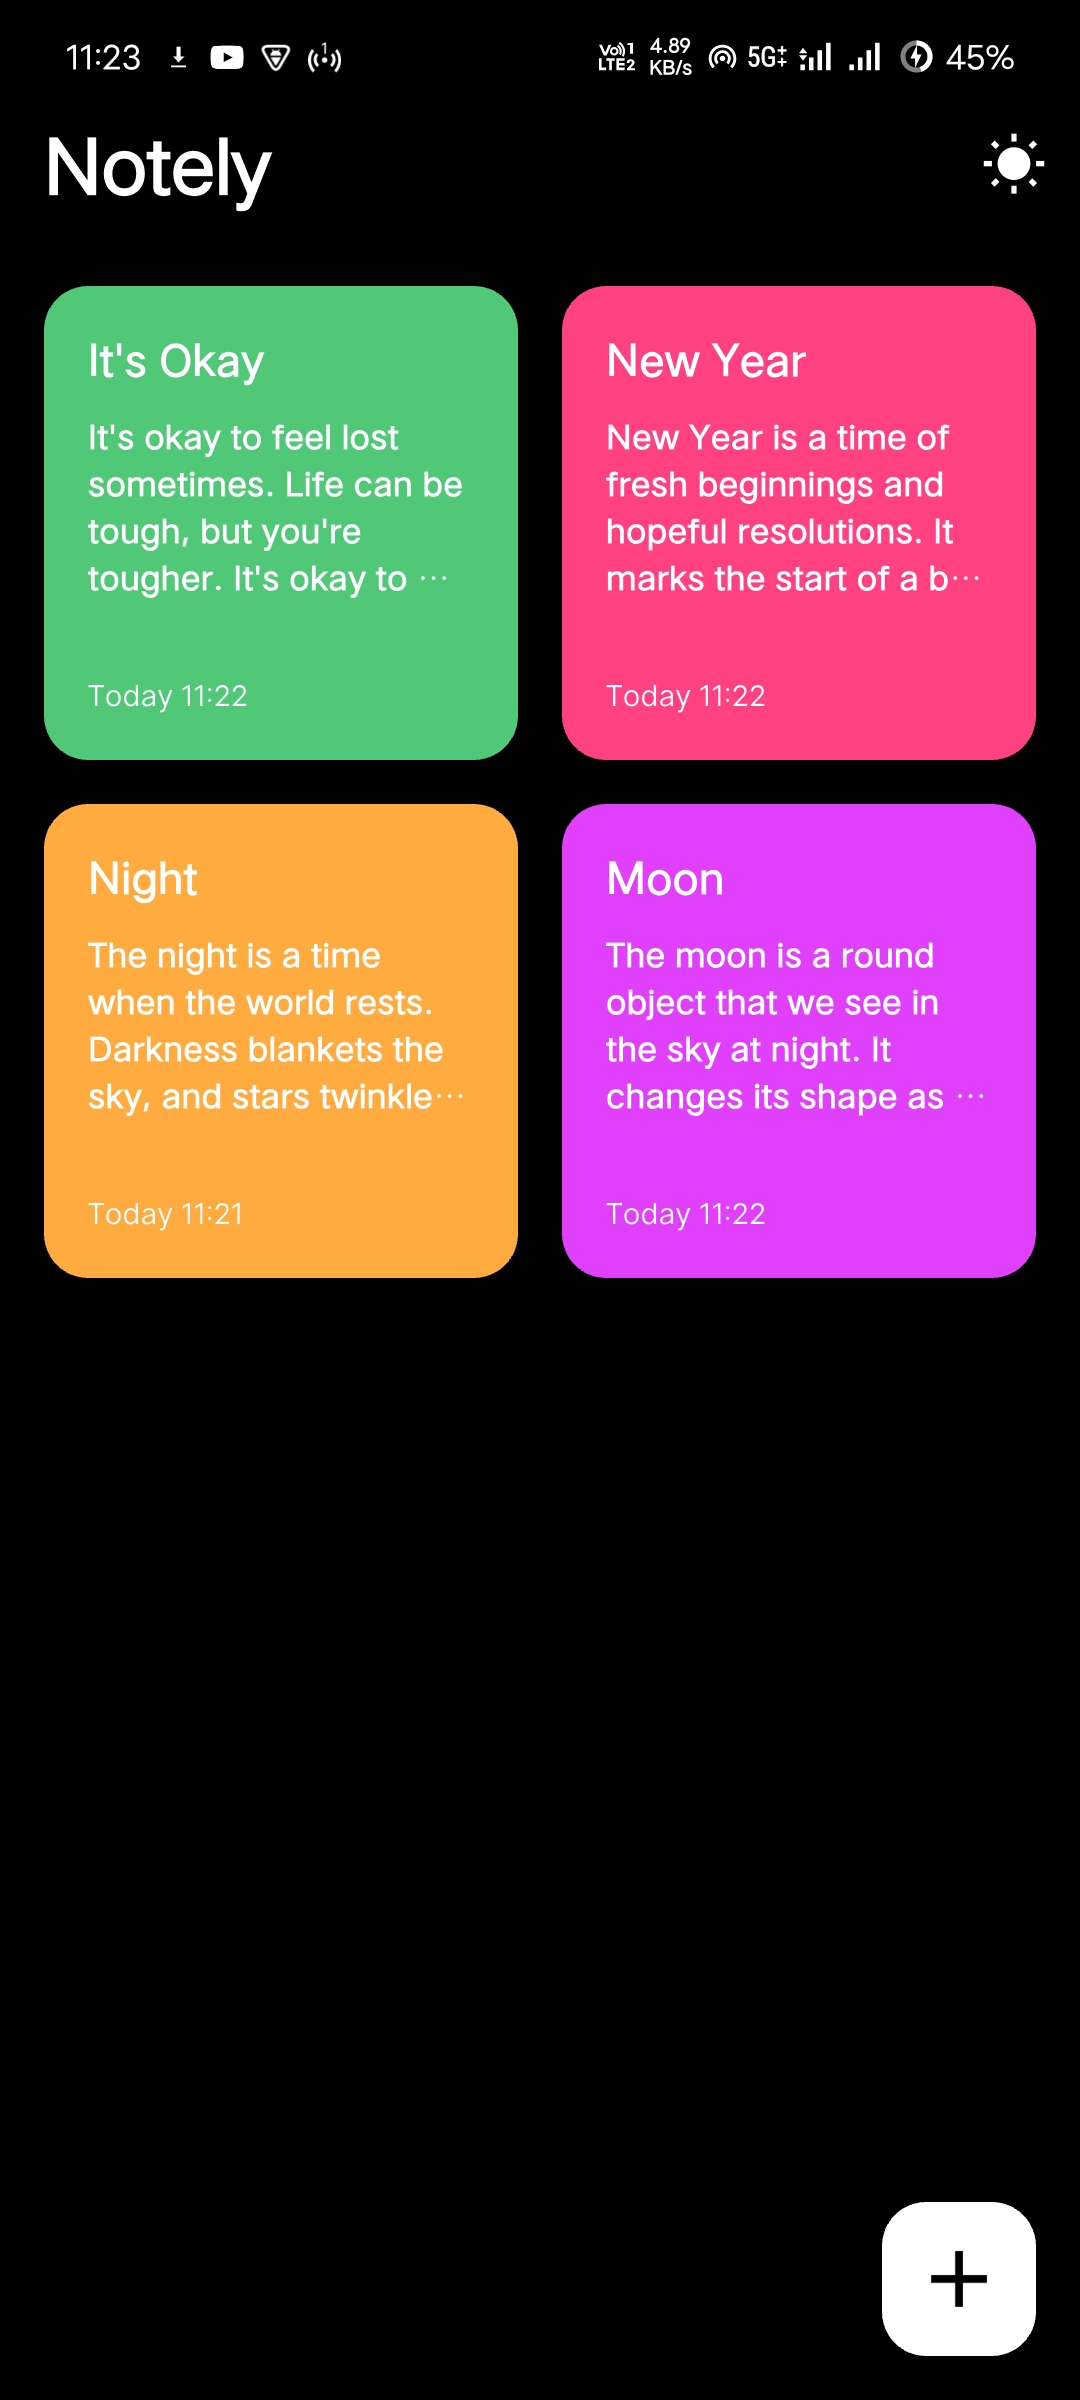 11:23
1
Vo))1
LTE2
4.89
KB/s
5G
45%
Notely
It's Okay
It's okay to feel lost
sometimes. Life can be
tough, but you're
tougher. It's okay to ...
Today 11:22
New Year
New Year is a time of
fresh beginnings and
hopeful resolutions. It
marks the start of a b...
Today 11:22
Night
The night is a time
when the world rests.
Darkness blankets the
sky, and stars twinkle...
Today 11:21
Moon
The moon is a round
object that we see in
the sky at night. It
changes its shape as ...
Today 11:22